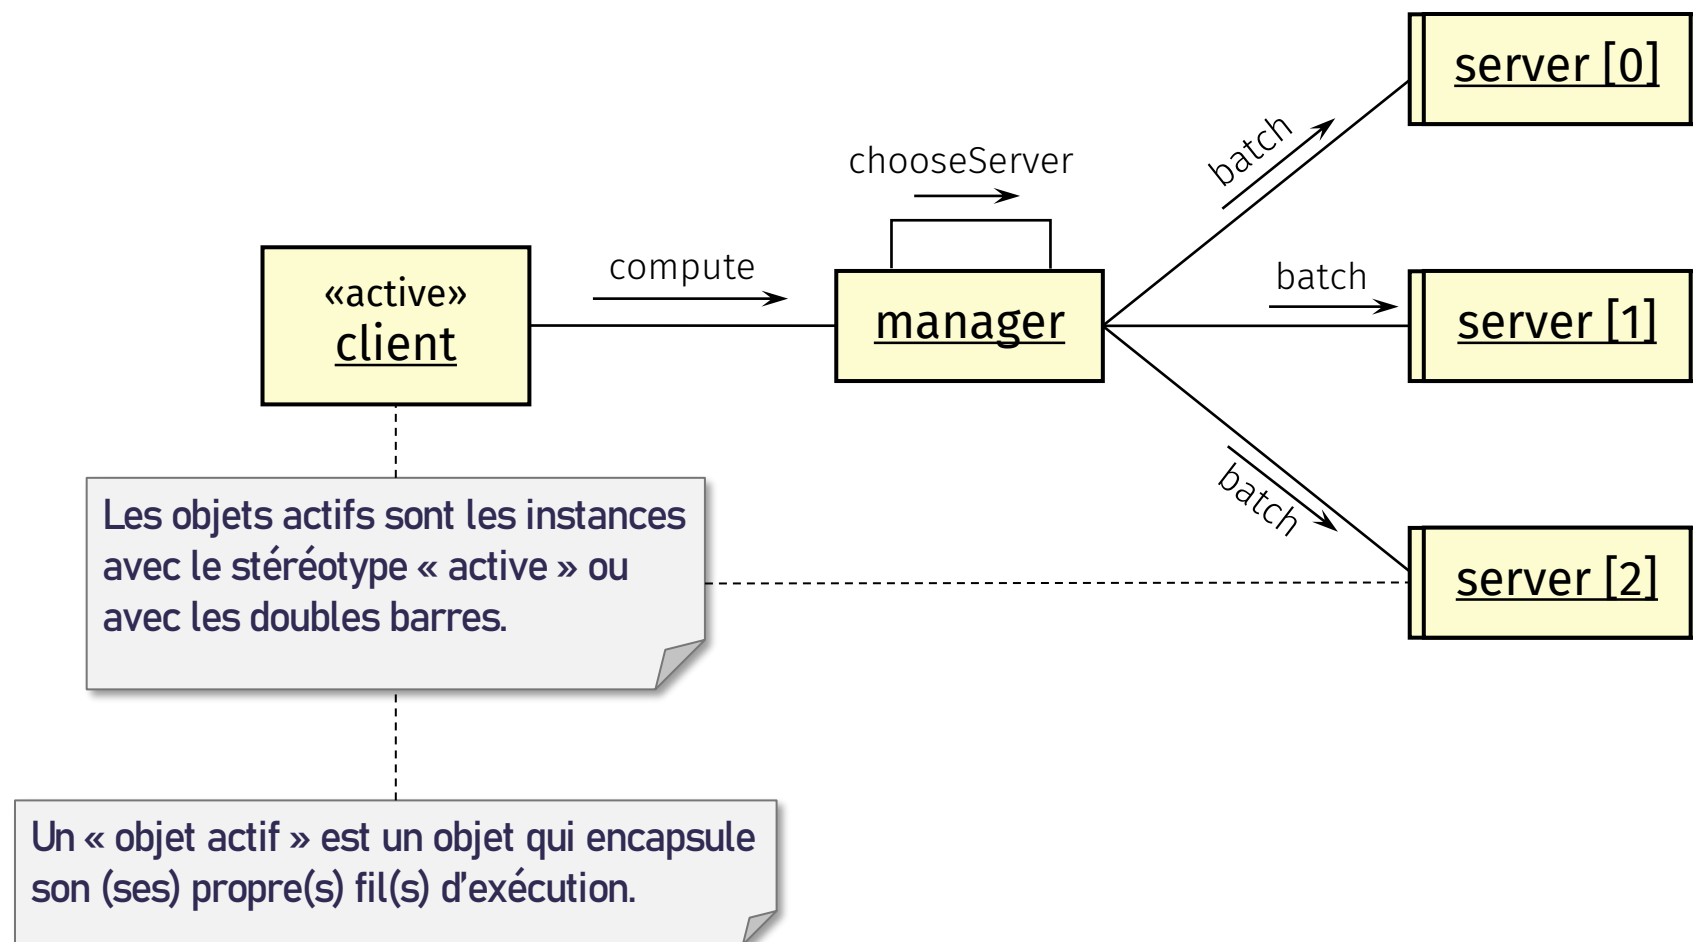 server [0]
batch
chooseServer
«active»
client
compute
manager
batch
server [1]
batch
server [2]
Les objets actifs sont les instances
avec le stéréotype « active » ou
avec les doubles barres.
Un « objet actif » est un objet qui encapsule
son (ses) propre(s) fil(s) d'exécution.